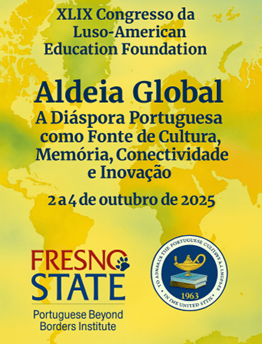 XLIX Congresso da
Luso-American
Education Foundation
Aldeia Global
A Diáspora Portuguesa
como Fonte de Cultura,
Memória, Conectividade
e Inovação
2 a 4 de outubro de 2025
FRESNO
STATE
Portuguese Beyond
Borders Institute
TO ENHANCE THE PORTUGUESE CULTURE & LANGUAGE
IN THE UNITED STATES
1963